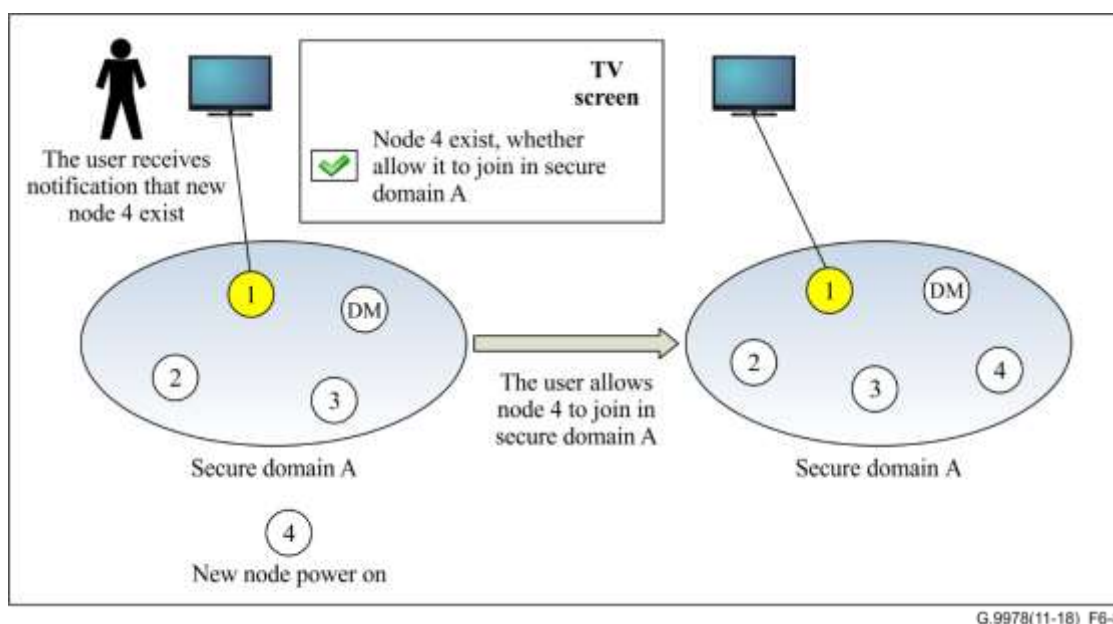 TV
screen
Node 4 exist, whether
allow it to join in secure
domain A
The user receives
notification that new
node 4 exist
1
DM
2
3
Secure domain A
4
New node power on
The user allows
node 4 to join in
secure domain A
1
DM
2
3
4
Secure domain A
G.9978(11-18)_F6-